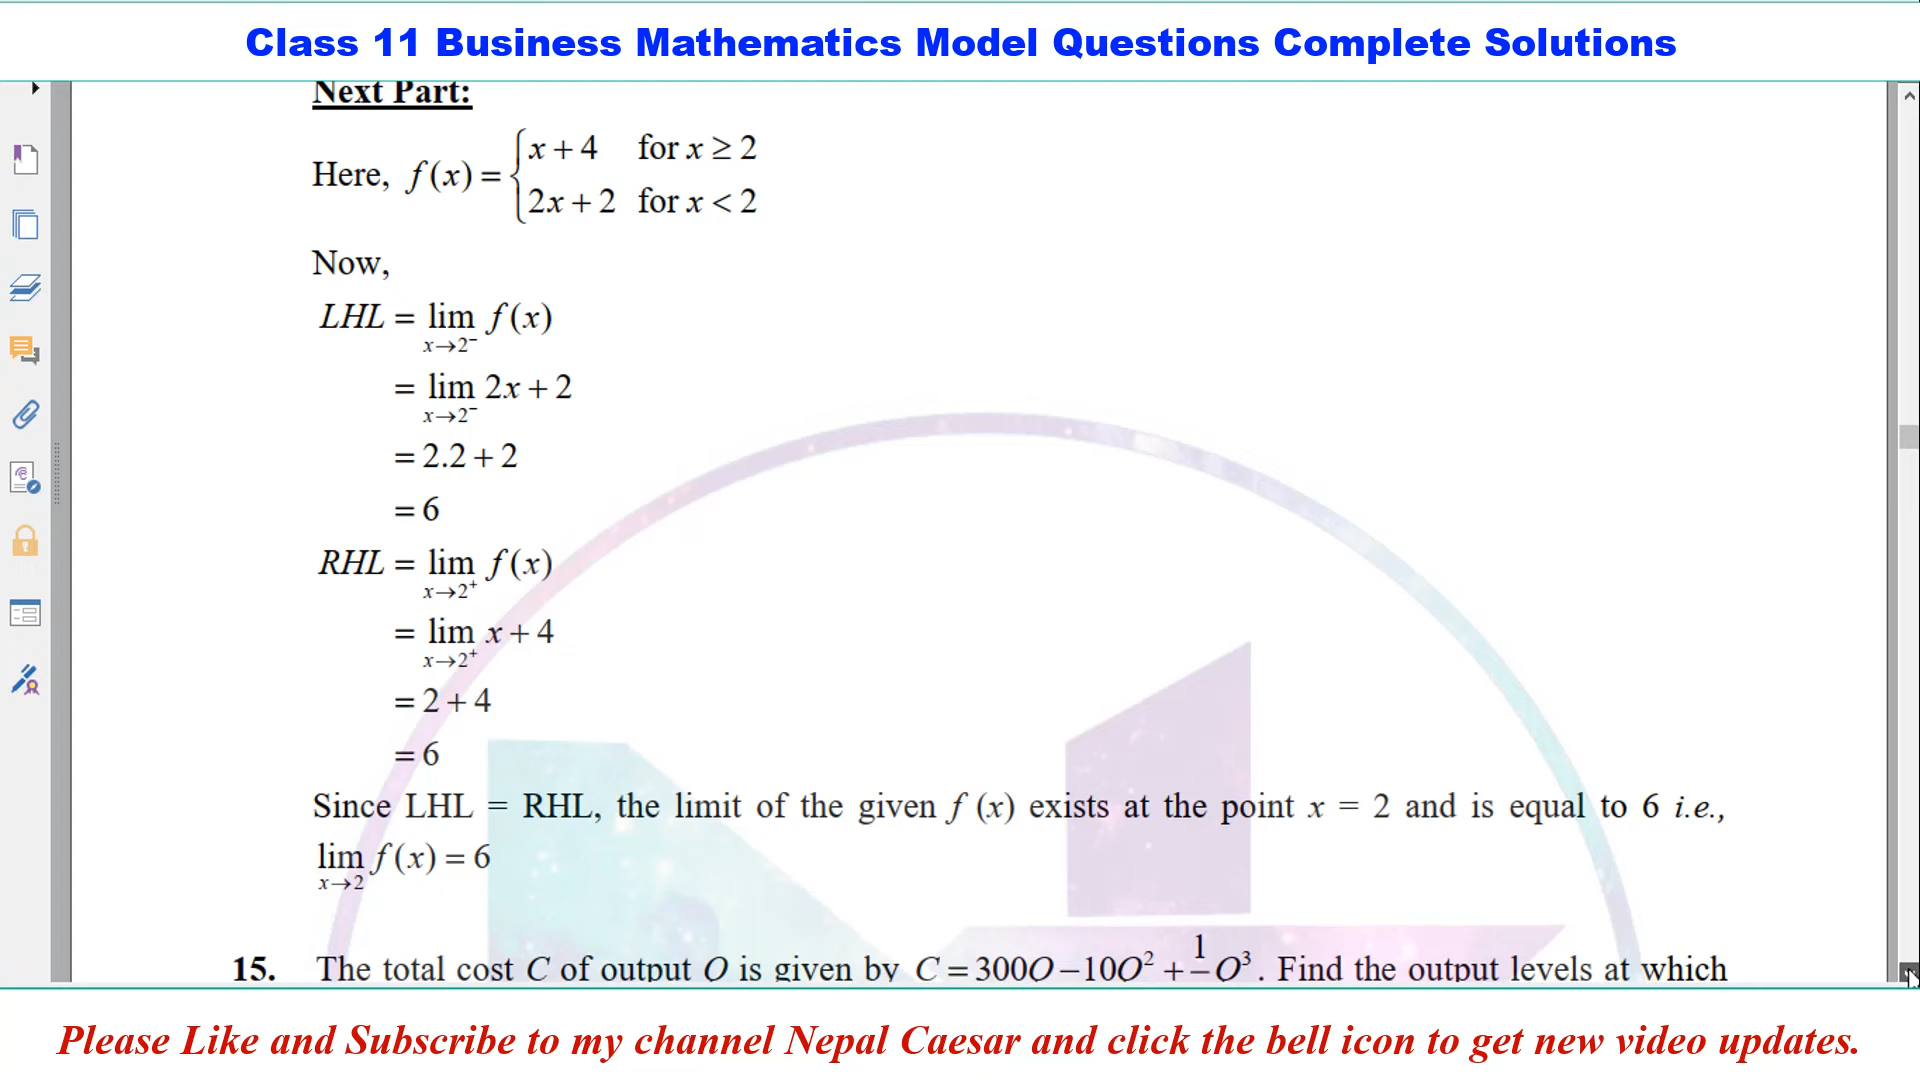 Class 11 Business Mathematics Model Questions Complete Solutions
Next Part:
Here, f(x) = { x + 4 for x ≥ 2
2x + 2 for x < 2
Now,
LHL = lim f(x)
x→2⁻
= lim 2x + 2
x→2⁻
= 2.2 + 2
= 6
RHL = lim f(x)
x→2⁺
= lim x + 4
x→2⁺
= 2 + 4
= 6
Since LHL = RHL, the limit of the given f (x) exists at the point x = 2 and is equal to 6 i.e.,
lim f(x) = 6
x→2
15. The total cost C of output O is given by C = 300O − 10O² + 1 O³. Find the output levels at which
Please Like and Subscribe to my channel Nepal Caesar and click the bell icon to get new video updates.